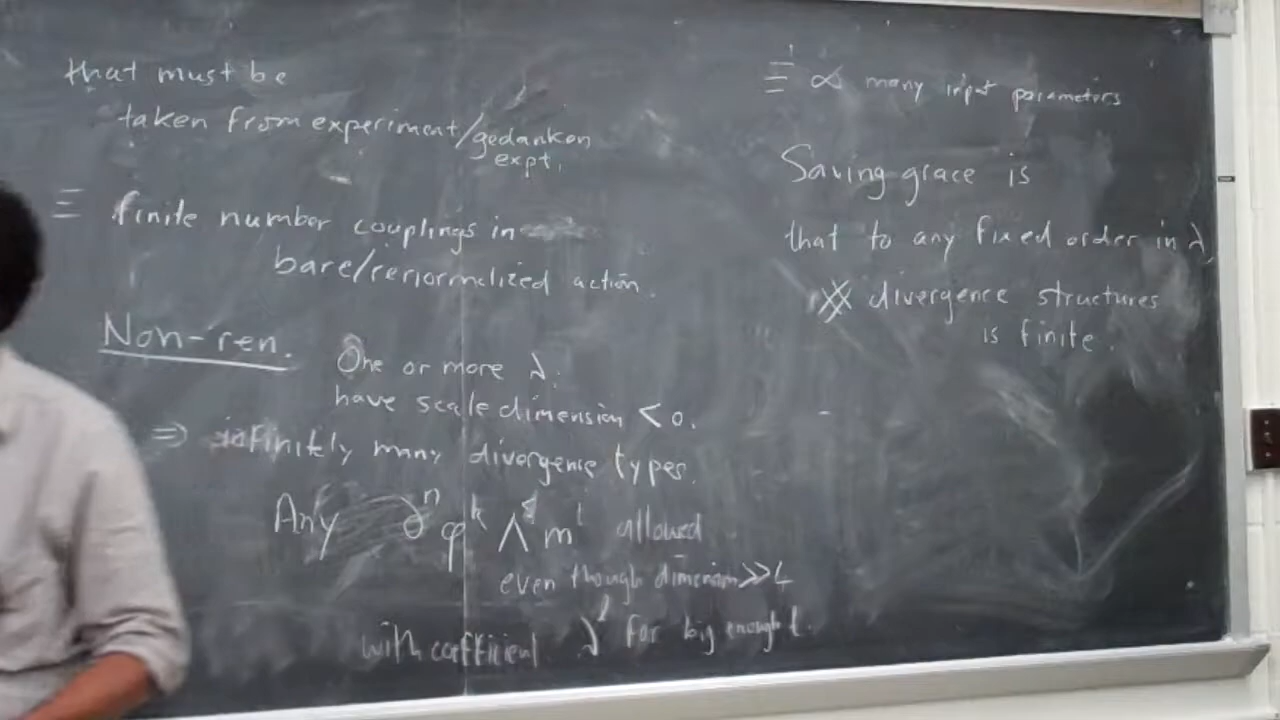 that must be
taken from experiment/gedanken
expt.
≡ finite number couplings in
bare/renormalized action.
Non-ren.
One or more λi
have scale dimension < 0.
⇒ infinitely many divergence types.
Any ∂ⁿ φᵏ Λ m allowed
even though dimension >> 4
with coefficient λˡ for big enough l.
≡ ∞ many input parameters
Saving grace is
that to any fixed order in λ,
# divergence structures
is finite.